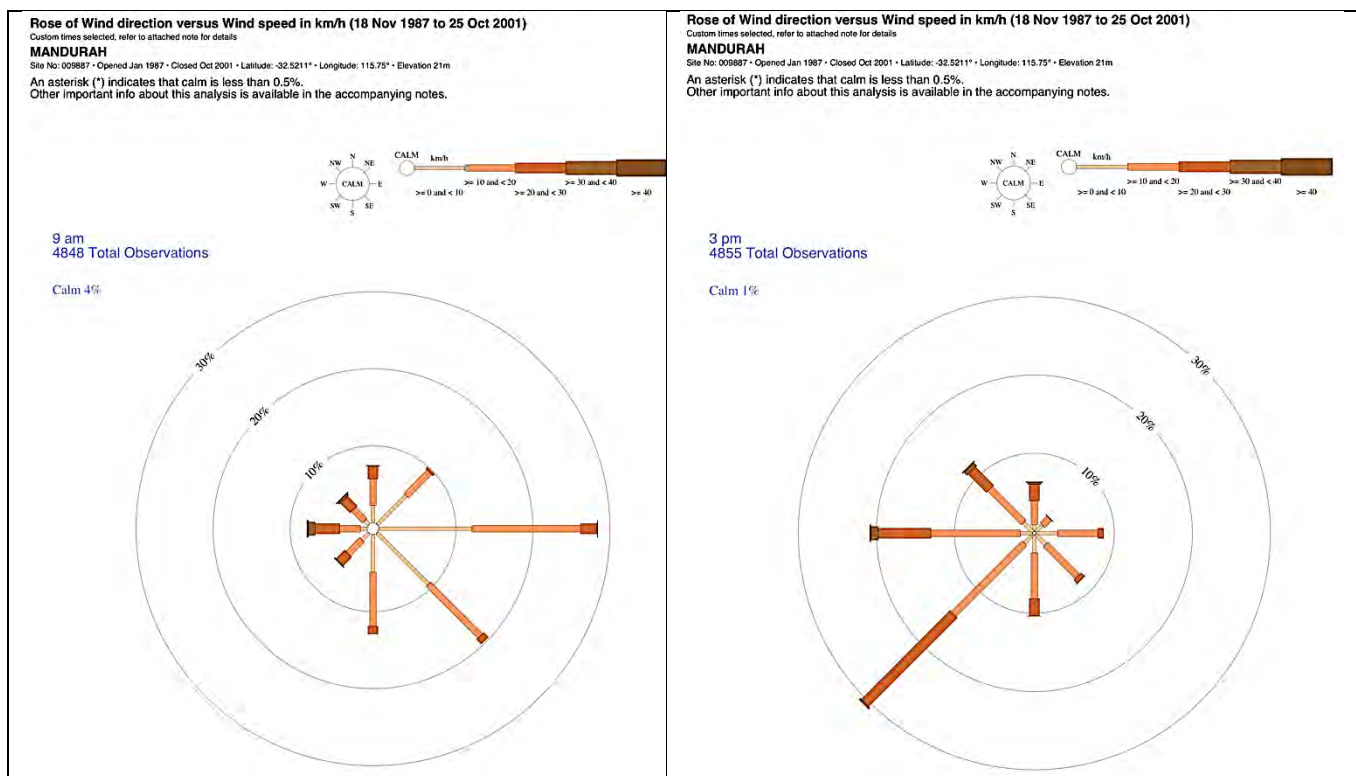 Rose of Wind direction versus Wind speed in km/h (18 Nov 1987 to 25 Oct 2001)
Custom times selected, refer to attached note for details
MANDURAH
Site No: 009887 • Opened Jan 1987 • Closed Oct 2001 • Latitude: -32.5211° • Longitude: 115.75° • Elevation 21m
An asterisk (*) indicates that calm is less than 0.5%.
Other important info about this analysis is available in the accompanying notes.
N
NW NE
W CALM E
SW SE
S
CALM km/h
>= 10 and < 20 >= 30 and < 40
>= 0 and < 10 >= 20 and < 30 >= 40
9 am
4848 Total Observations
Calm 4%
30%
20%
10%
Rose of Wind direction versus Wind speed in km/h (18 Nov 1987 to 25 Oct 2001)
Custom times selected, refer to attached note for details
MANDURAH
Site No: 009887 • Opened Jan 1987 • Closed Oct 2001 • Latitude: -32.5211° • Longitude: 115.75° • Elevation 21m
An asterisk (*) indicates that calm is less than 0.5%.
Other important info about this analysis is available in the accompanying notes.
N
NW NE
W CALM E
SW SE
S
CALM km/h
>= 10 and < 20 >= 30 and < 40
>= 0 and < 10 >= 20 and < 30 >= 40
3 pm
4855 Total Observations
Calm 1%
30%
20%
10%